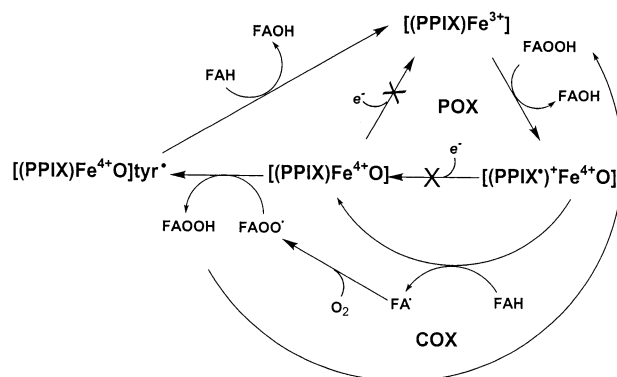 FAOH
[(PPIX)Fe³⁺]
FAH
FAOOH
e⁻
POX
FAOH
e⁻
[(PPIX)Fe⁴⁺O]tyr•
[(PPIX)Fe⁴⁺O]
[(PPIX•)⁺Fe⁴⁺O]
FAOOH
FAOO•
O₂
FA•
FAH
COX